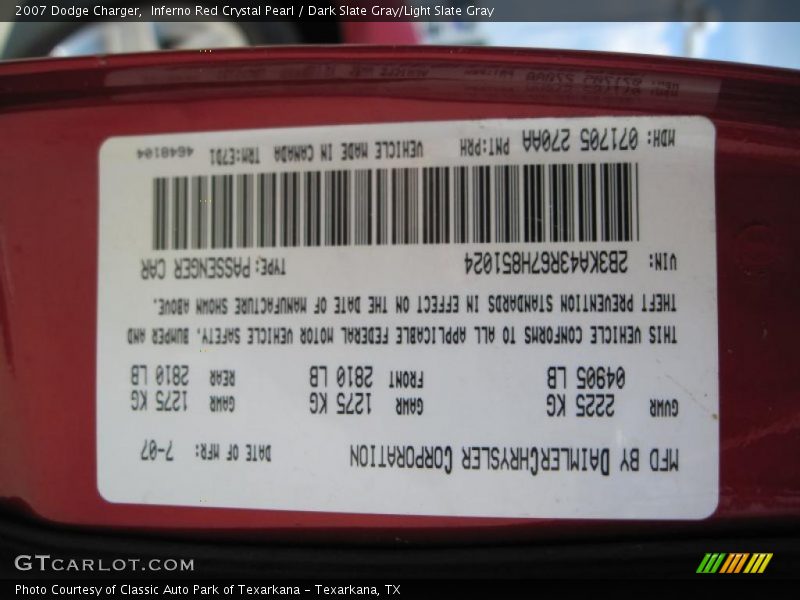 2007 Dodge Charger, Inferno Red Crystal Pearl / Dark Slate Gray/Light Slate Gray
MFD BY DAIMLERCHRYSLER CORPORATION DATE OF MFR: 7-07
GVWR 2225 KG GAWR 1275 KG GAWR 1275 KG
04905 LB FRONT 2810 LB REAR 2810 LB
THIS VEHICLE CONFORMS TO ALL APPLICABLE FEDERAL MOTOR VEHICLE SAFETY, BUMPER AND
THEFT PREVENTION STANDARDS IN EFFECT ON THE DATE OF MANUFACTURE SHOWN ABOVE.
VIN: 2B3KA43R67H851024 TYPE: PASSENGER CAR
MDH: 071705 270AA PNT:PRH VEHICLE MADE IN CANADA TRM:E7D1 4648104
GTCARLOT.COM
Photo Courtesy of Classic Auto Park of Texarkana - Texarkana, TX